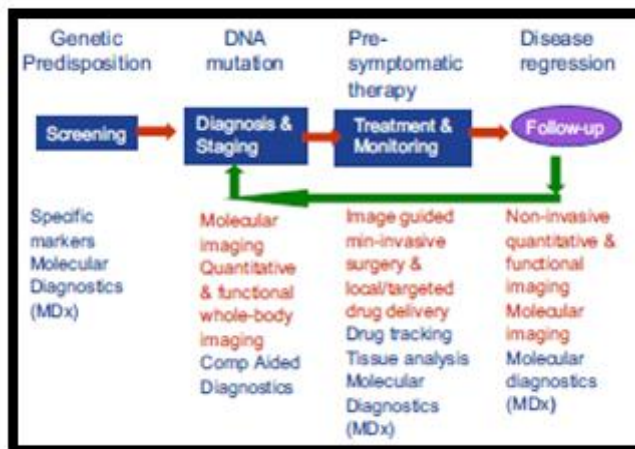 Genetic
Predisposition
DNA
mutation
Pre-
symptomatic
therapy
Disease
regression
Screening
Diagnosis &
Staging
Treatment &
Monitoring
Follow-up
Specific
markers
Molecular
Diagnostics
(MDx)
Molecular
imaging
Quantitative
& functional
whole-body
imaging
Comp Aided
Diagnostics
Image guided
min-invasive
surgery &
local/targeted
drug delivery
Drug tracking
Tissue analysis
Molecular
Diagnostics
(MDx)
Non-invasive
quantitative &
functional
imaging
Molecular
imaging
Molecular
diagnostics
(MDx)